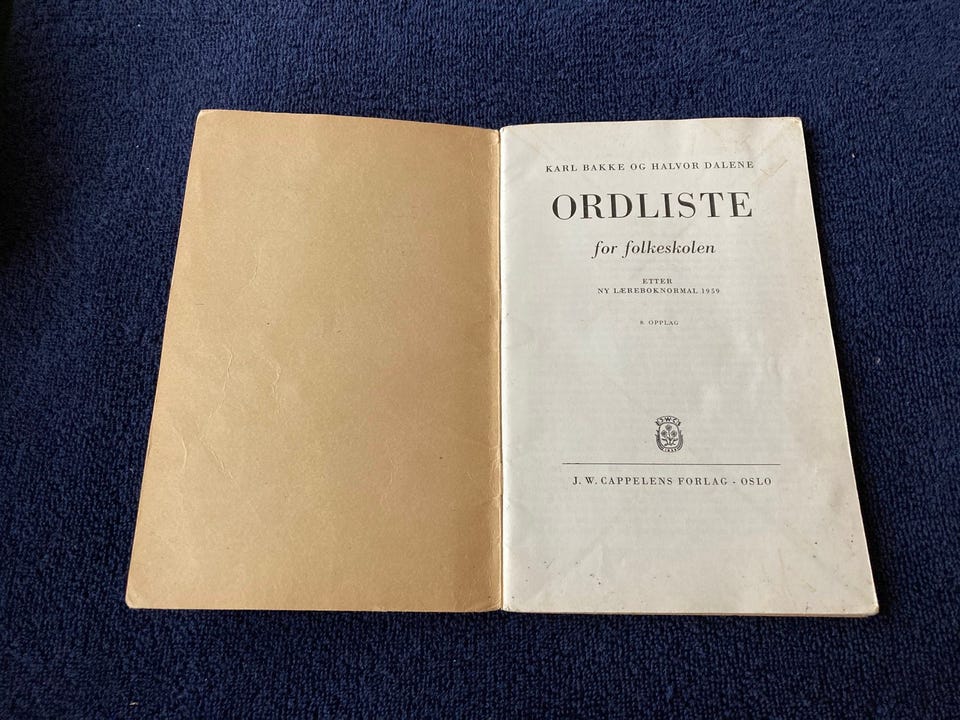 KARL BAKKE OG HALVOR DALENE
ORDLISTE
for folkeskolen
ETTER
NY LÆREBOKNORMAL 1959
8. OPPLAG
J. W. CAPPELENS FORLAG · OSLO